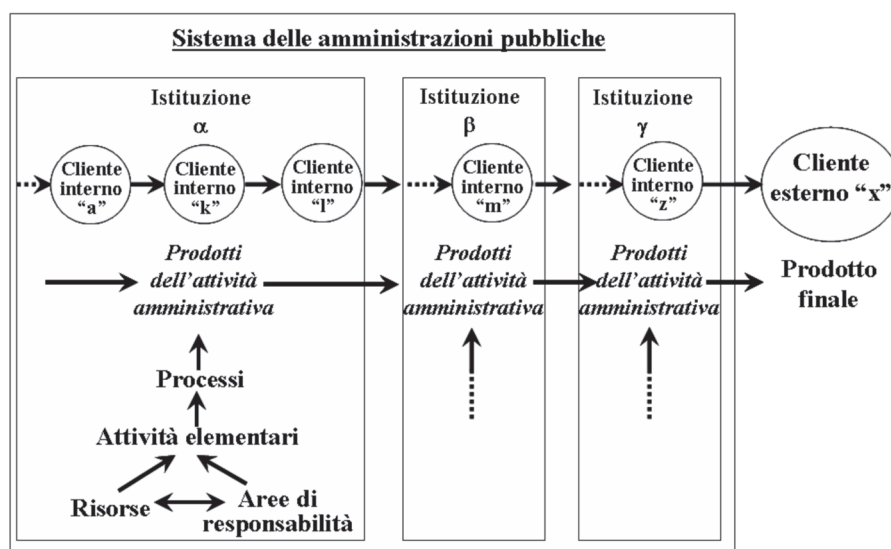 Sistema delle amministrazioni pubbliche
Istituzione
α
Cliente
interno
“a”
Cliente
interno
“k”
Cliente
interno
“l”
Prodotti
dell’attività
amministrativa
Processi
Attività elementari
Risorse
Aree di
responsabilità
Istituzione
β
Cliente
interno
“m”
Prodotti
dell’attività
amministrativa
Istituzione
γ
Cliente
interno
“z”
Prodotti
dell’attività
amministrativa
Cliente
esterno “x”
Prodotto
finale